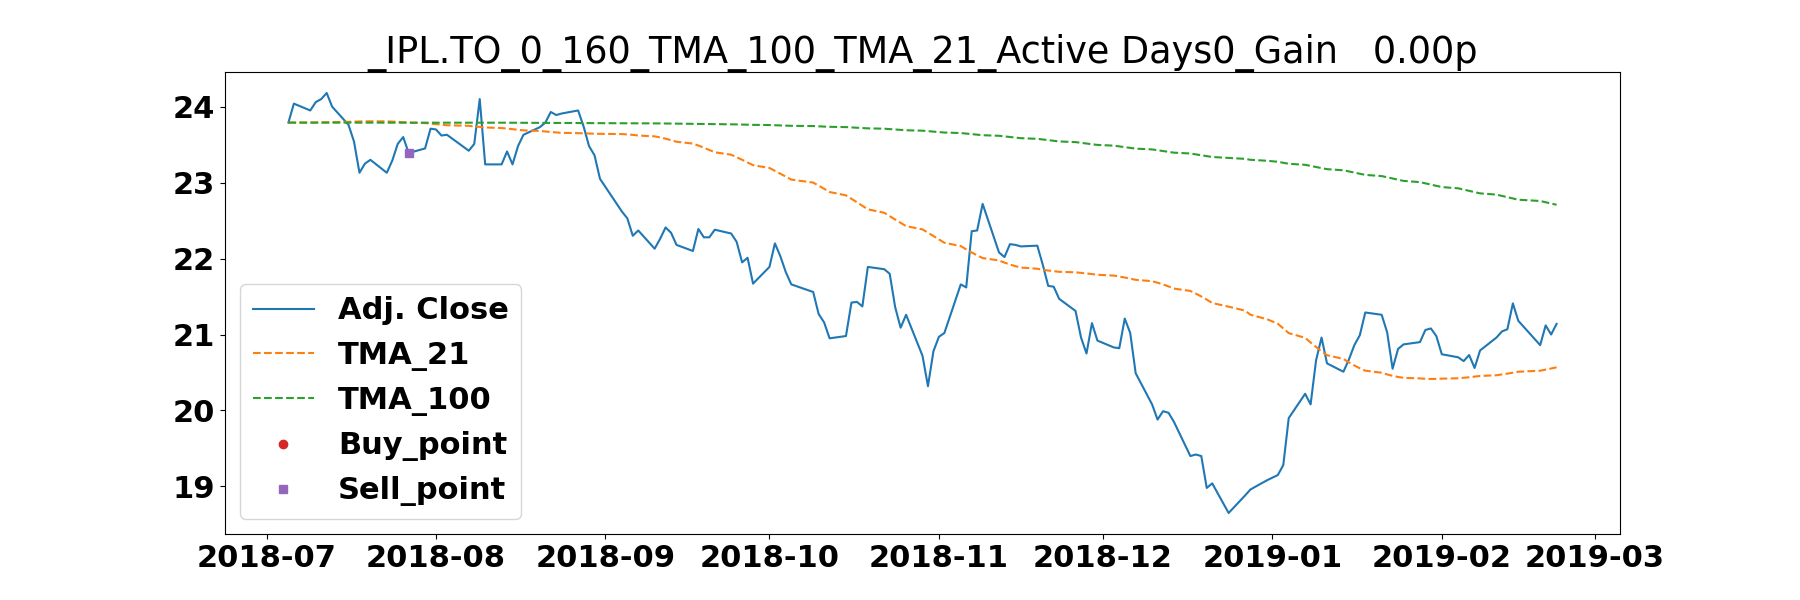 _IPL.TO_0_160_TMA_100_TMA_21_Active Days0_Gain   0.00p
24
23
22
21
20
19
Adj. Close
TMA_21
TMA_100
Buy_point
Sell_point
2018-07 2018-08 2018-09 2018-10 2018-11 2018-12 2019-01 2019-02 2019-03